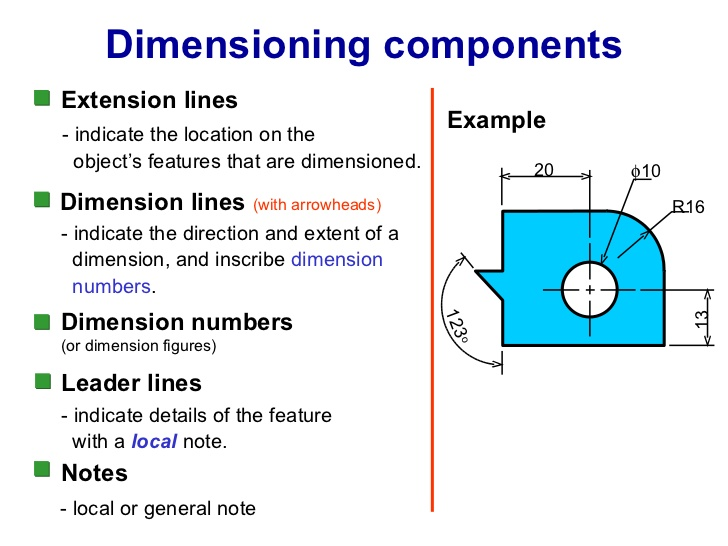 Dimensioning components
Extension lines
- indicate the location on the
object’s features that are dimensioned.
Dimension lines (with arrowheads)
- indicate the direction and extent of a
dimension, and inscribe dimension
numbers.
Dimension numbers
(or dimension figures)
Leader lines
- indicate details of the feature
with a local note.
Notes
- local or general note
Example
20
ϕ10
R16
123o
13